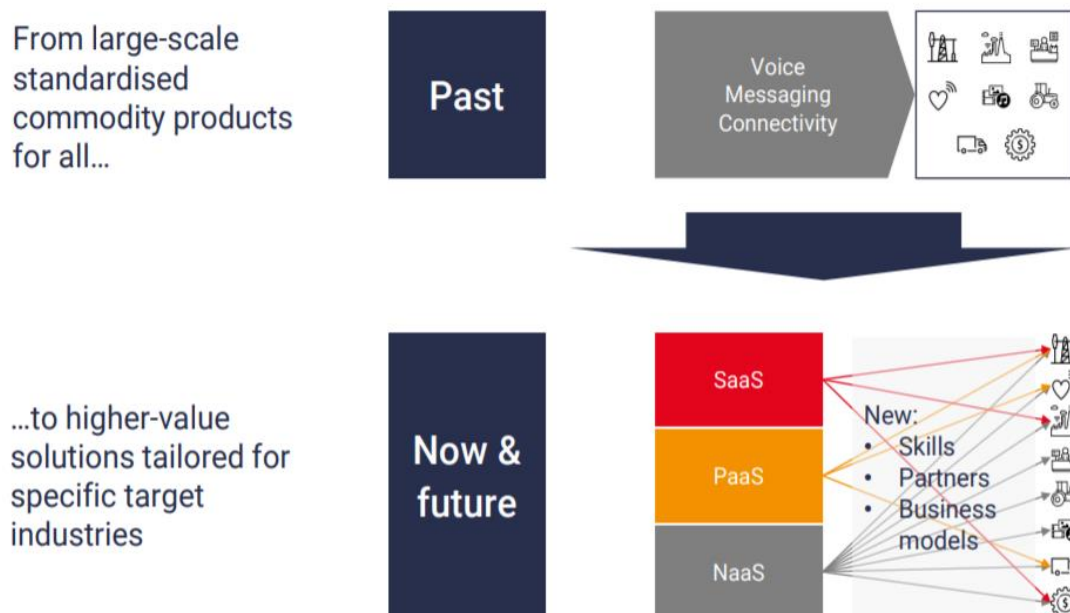 From large-scale
standardised
commodity products
for all…
Past
Voice
Messaging
Connectivity
…to higher-value
solutions tailored for
specific target
industries
Now &
future
SaaS
PaaS
NaaS
New:
• Skills
• Partners
• Business
models